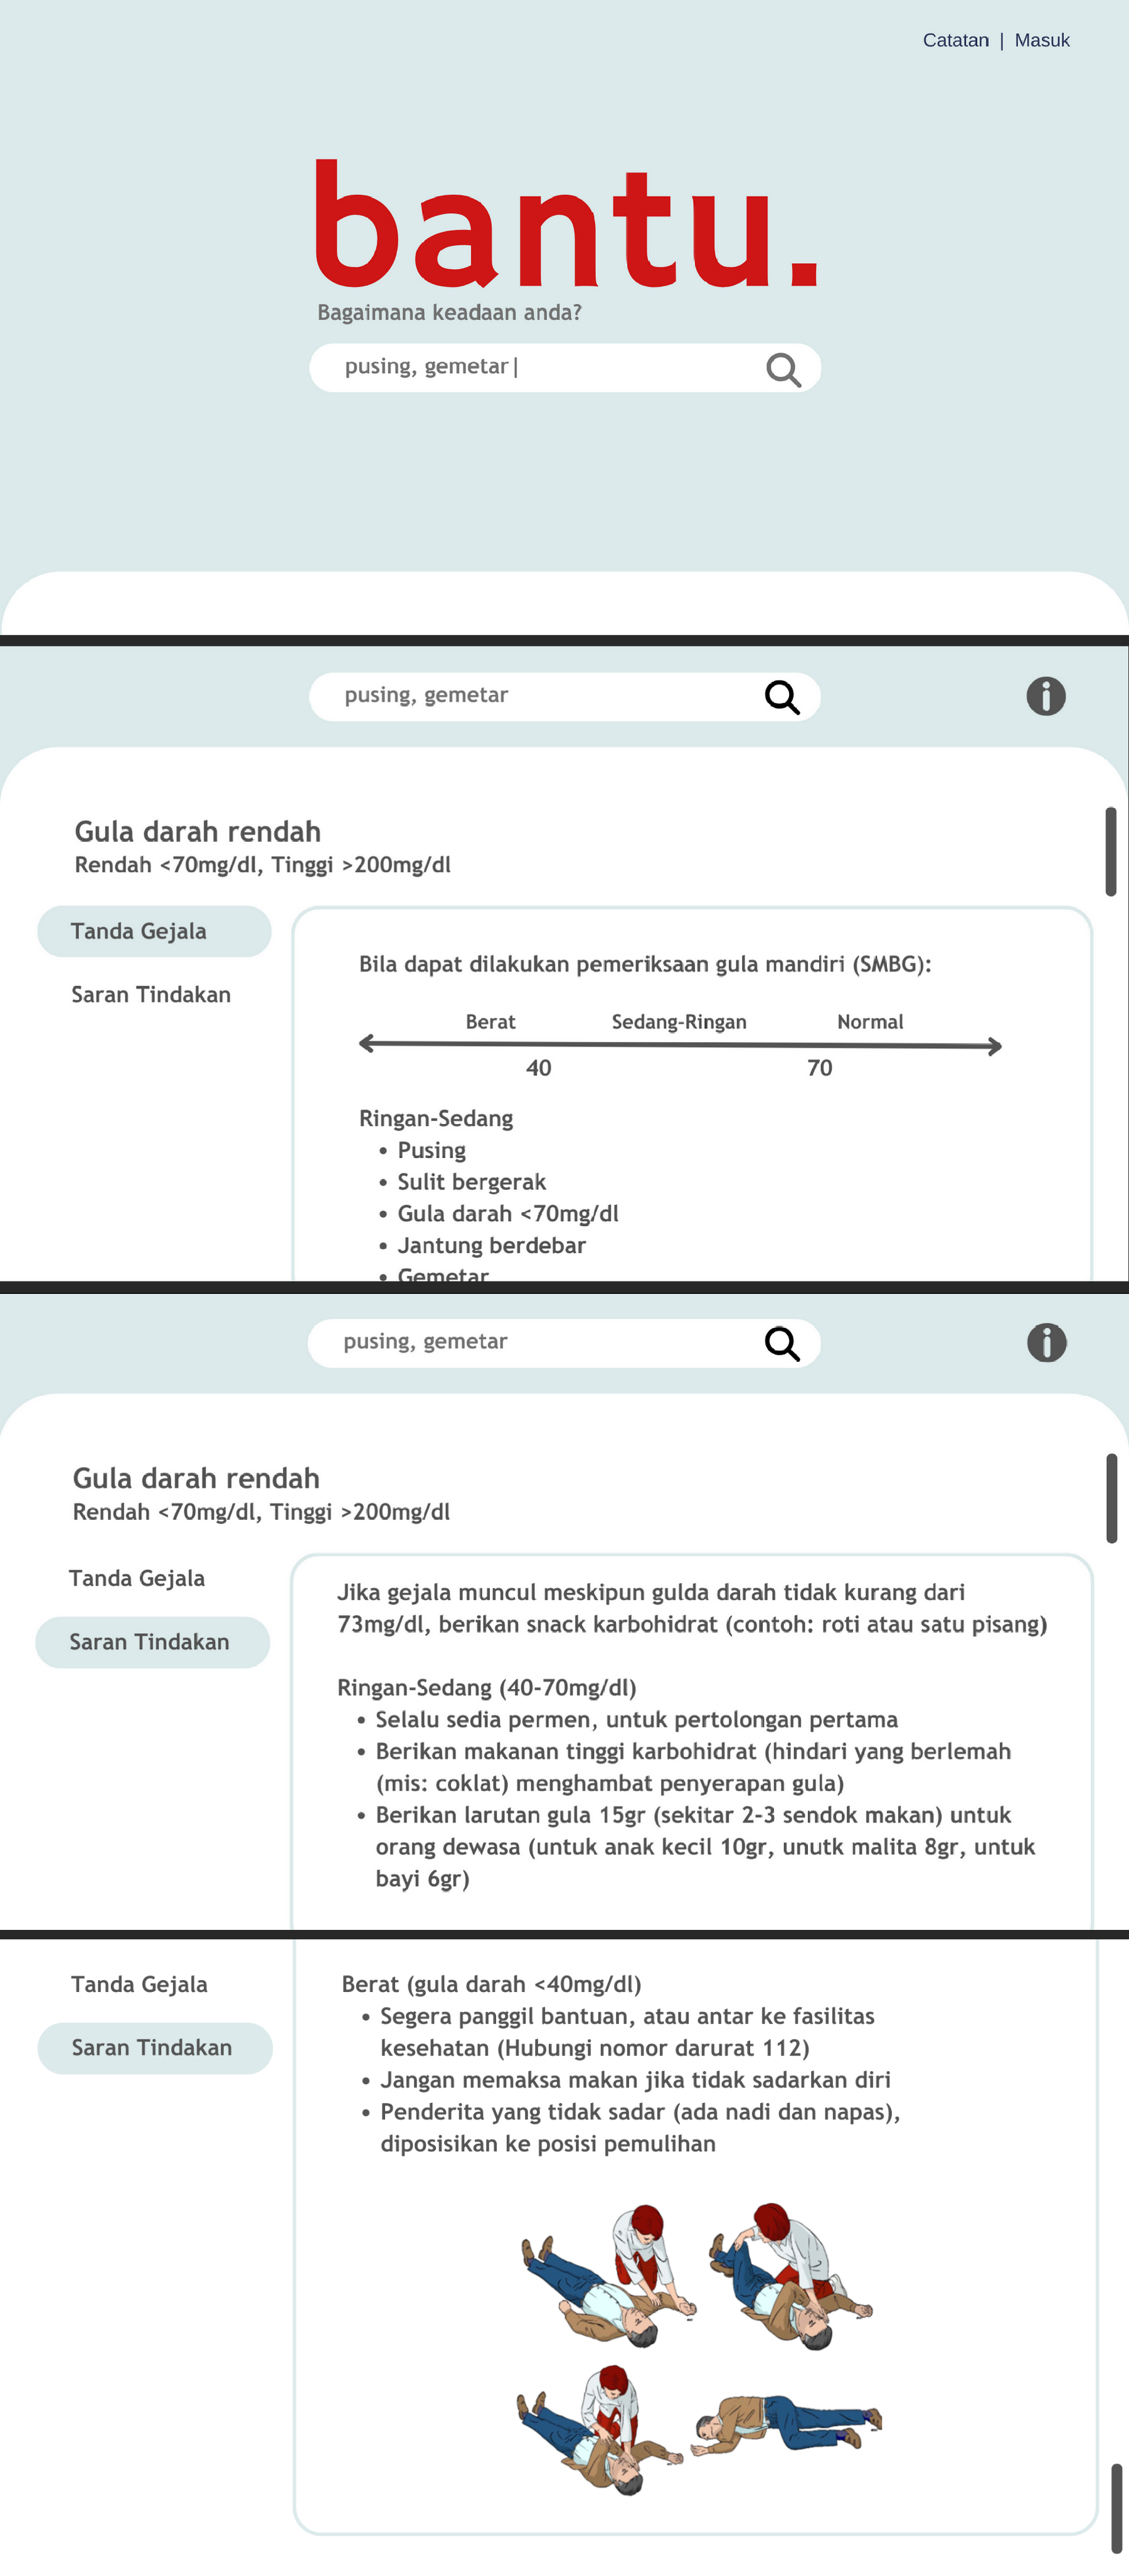 Catatan | Masuk
bantu.
Bagaimana keadaan anda?
pusing, gemetar
pusing, gemetar
Gula darah rendah
Rendah <70mg/dl, Tinggi >200mg/dl
Tanda Gejala
Saran Tindakan
Bila dapat dilakukan pemeriksaan gula mandiri (SMBG):
Berat Sedang-Ringan Normal
40 70
Ringan-Sedang
• Pusing
• Sulit bergerak
• Gula darah <70mg/dl
• Jantung berdebar
• Gemetar
pusing, gemetar
Gula darah rendah
Rendah <70mg/dl, Tinggi >200mg/dl
Tanda Gejala
Saran Tindakan
Jika gejala muncul meskipun gulda darah tidak kurang dari
73mg/dl, berikan snack karbohidrat (contoh: roti atau satu pisang)
Ringan-Sedang (40-70mg/dl)
• Selalu sedia permen, untuk pertolongan pertama
• Berikan makanan tinggi karbohidrat (hindari yang berlemah
(mis: coklat) menghambat penyerapan gula)
• Berikan larutan gula 15gr (sekitar 2-3 sendok makan) untuk
orang dewasa (untuk anak kecil 10gr, unutk malita 8gr, untuk
bayi 6gr)
Tanda Gejala
Saran Tindakan
Berat (gula darah <40mg/dl)
• Segera panggil bantuan, atau antar ke fasilitas
kesehatan (Hubungi nomor darurat 112)
• Jangan memaksa makan jika tidak sadarkan diri
• Penderita yang tidak sadar (ada nadi dan napas),
diposisikan ke posisi pemulihan